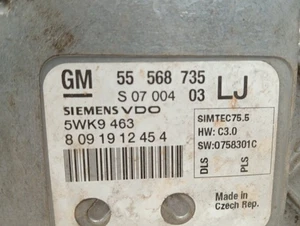 GM 55 568 735
S 07 004 03 LJ
SIEMENS VDO
5WK9 463
8 09 19 12 45 4
SIMTEC75.5
HW: C3.0
SW:0758301C
DLS PLS
Made in
Czech Rep.